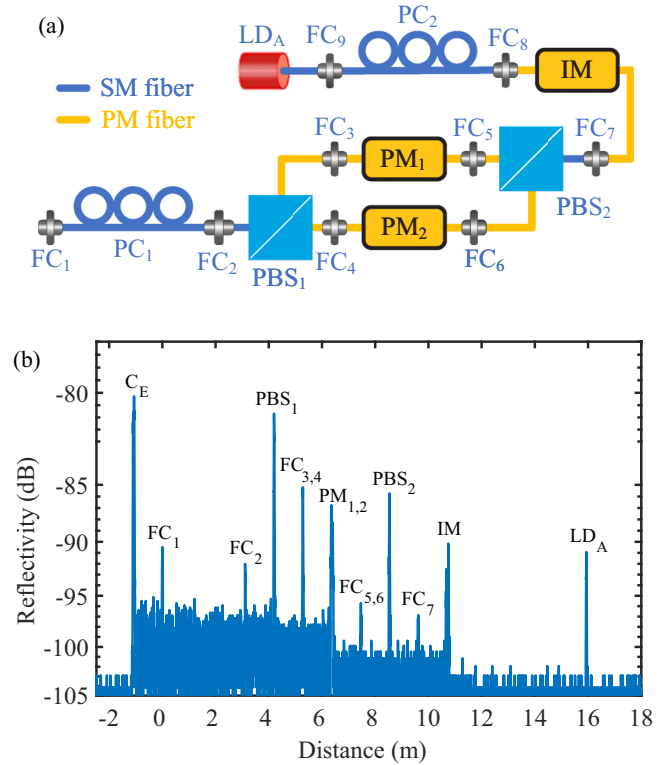 (a)
LD_A FC_9 PC_2 FC_8
IM
SM fiber
PM fiber
FC_3 FC_5 FC_7
PM_1
PBS_2
PM_2
FC_1 PC_1 FC_2 PBS_1 FC_4 FC_6
(b)
C_E
PBS_1
FC_3,4
PM_1,2
PBS_2
FC_1
FC_2
FC_5,6
FC_7
IM
LD_A
-80
-85
-90
-95
-100
-105
Reflectivity (dB)
-2 0 2 4 6 8 10 12 14 16 18
Distance (m)